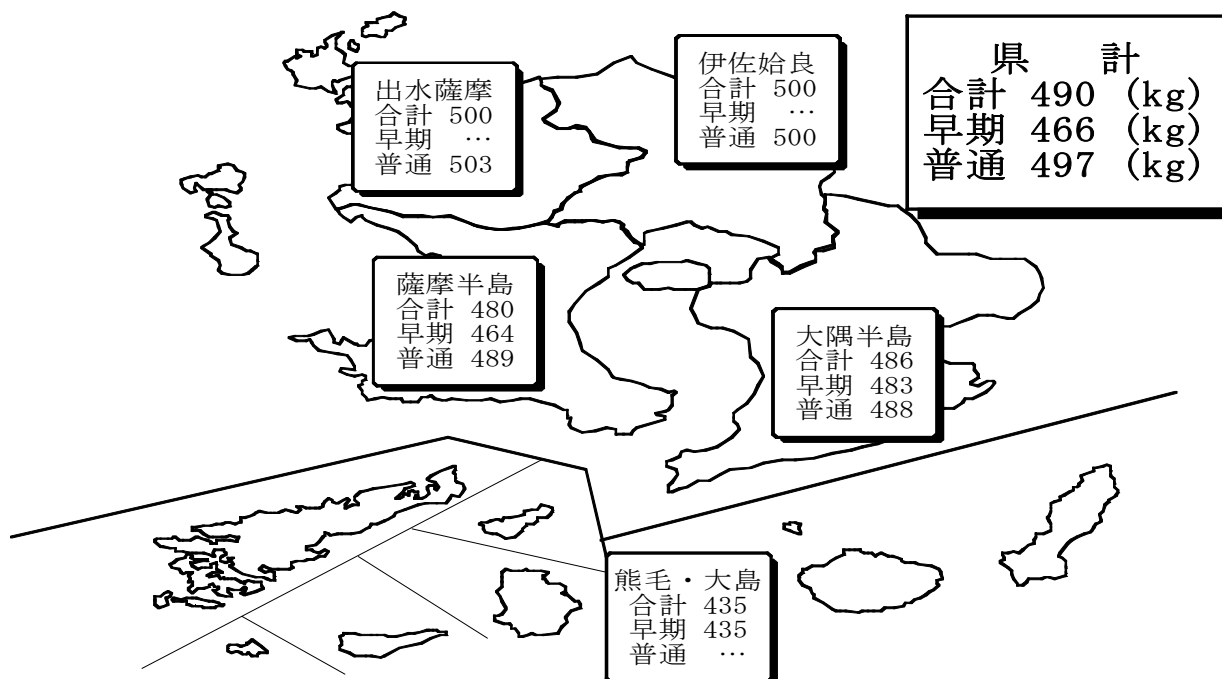 出水薩摩
合計 500
早期 …
普通 503
伊佐姶良
合計 500
早期 …
普通 500
県 計
合計 490 (kg)
早期 466 (kg)
普通 497 (kg)
薩摩半島
合計 480
早期 464
普通 489
大隅半島
合計 486
早期 483
普通 488
熊毛・大島
合計 435
早期 435
普通 …